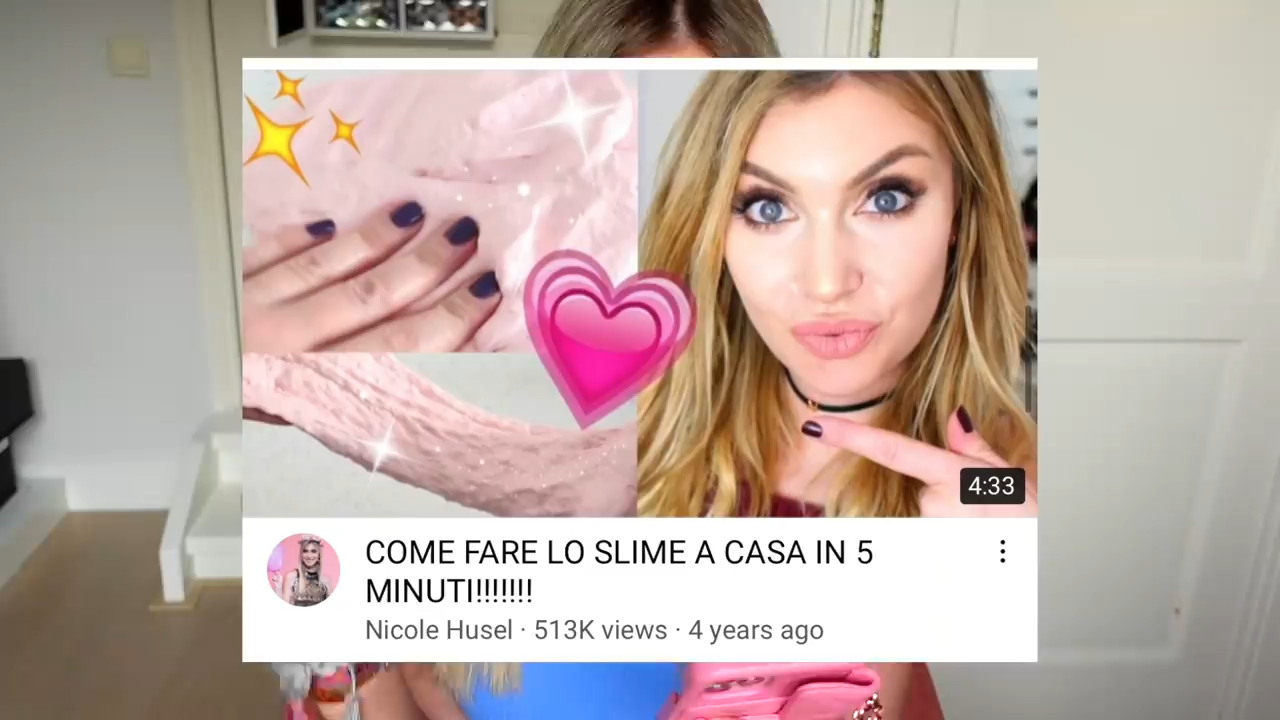 4:33
COME FARE LO SLIME A CASA IN 5
MINUTI!!!!!!!
Nicole Husel · 513K views · 4 years ago